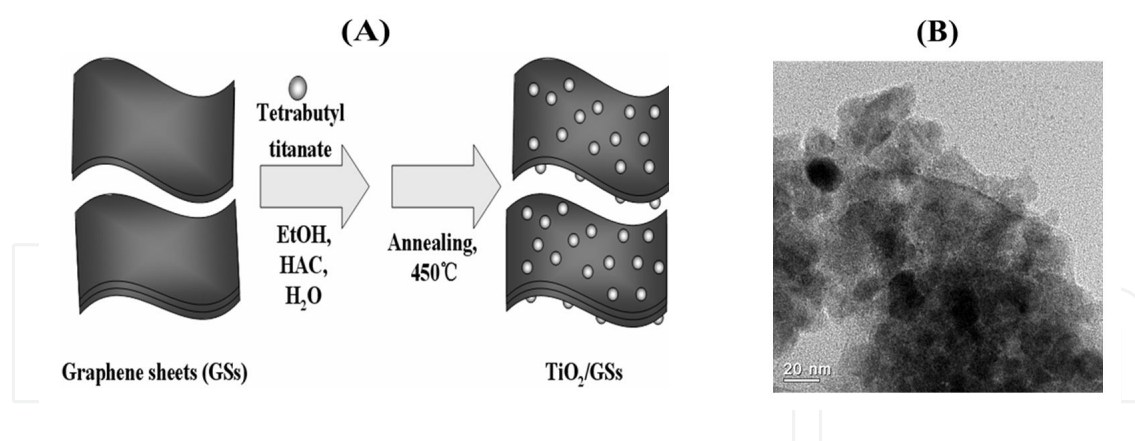 (A)
(B)
Tetrabutyl
titanate
EtOH,
HAC,
H₂O
Annealing,
450℃
Graphene sheets (GSs)
TiO₂/GSs
20 nm